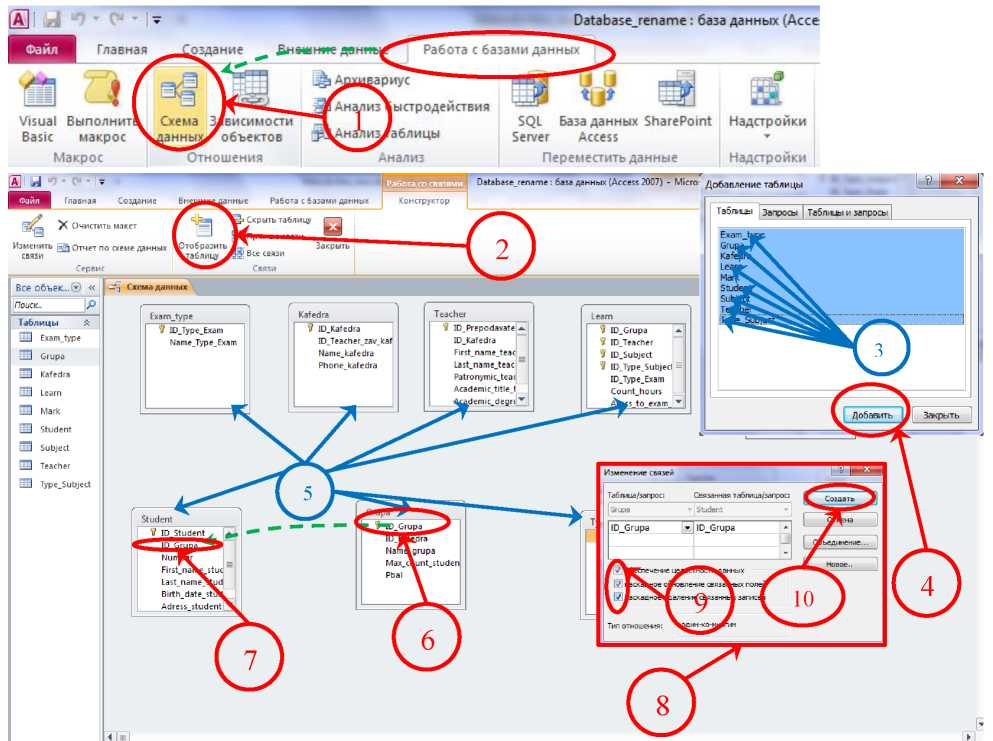 Database_rename : база данных (Acce
Файл Главная Создание Внешние данные Работа с базами данных
Visual Basic
Выполнить макрос
Схема данных
Зависимости объектов
Архивариус
Анализ быстродействия
Анализ таблицы
SQL Server
База данных Access
SharePoint
Надстройки
Макрос Отношения Анализ Переместить данные Надстройки
1
Работа со связями Database_rename : база данных (Access 2007) - Micro
Файл Главная Создание Внешние данные Работа с базами данных Конструктор
Изменить связи
Очистить макет
Отчет по схеме данных
Отобразить таблицу
Скрыть таблицу
Все связи
Закрыть
Сервис Связи
2
Все объек... «
Поиск..
Таблицы
Exam_type
Grupa
Kafedra
Learn
Mark
Student
Subject
Teacher
Type_Subject
Схема данных
Exam_type
ID_Type_Exam
Name_Type_Exam
Kafedra
ID_Kafedra
ID_Teacher_zav_kaf
Name_kafedra
Phone_kafedra
Teacher
ID_Prepodavate
ID_Kafedra
First_name_teac
Last_name_teac
Patronymic_teac
Academic_title_t
Academic_degre
Learn
ID_Grupa
ID_Teacher
ID_Subject
ID_Type_Subject
ID_Type_Exam
Count_hours
5
Student
ID_Student
ID_Grupa
Number
First_name_stud
Last_name_stud
Birth_date_stud
Adress_student
7
Grupa
ID_Grupa
ID_Kafedra
Name_grupa
Max_count_studen
Pbal
6
Добавление таблицы
Таблицы Запросы Таблицы и запросы
Exam_type
Grupa
Kafedra
Learn
Mark
Student
Subject
Teacher
Type_Subject
3
Добавить Закрыть
4
Изменение связей
Таблица/запрос: Связанная таблица/запрос:
Grupa Student
ID_Grupa ID_Grupa
Создать
Отмена
Объединение...
Новое..
обеспечение целостности данных
каскадное обновление связанных полей
каскадное удаление связанных записей
Тип отношения: один-ко-многим
9
10
8